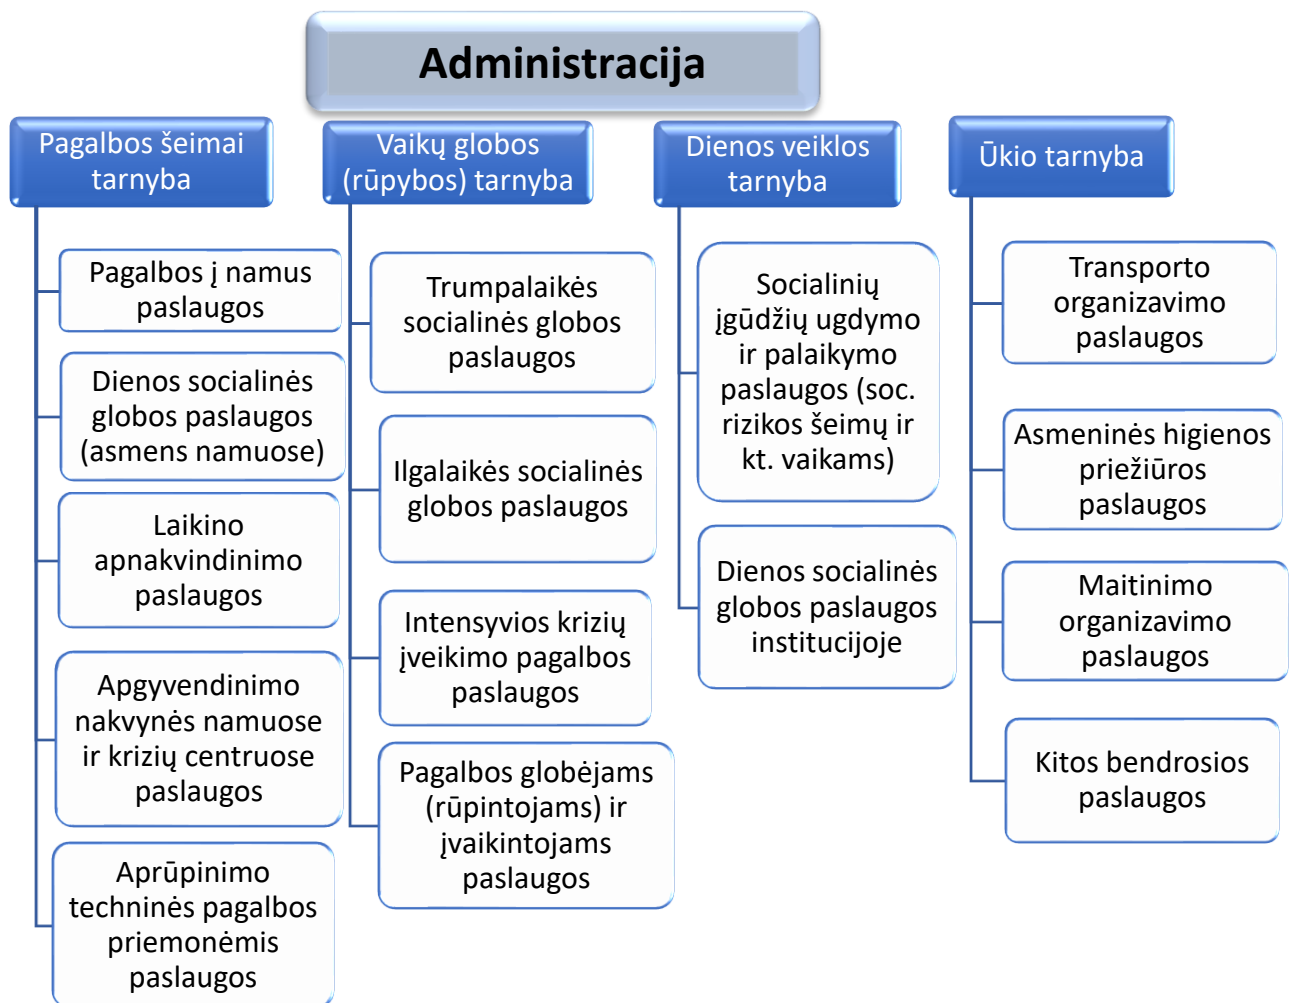 Administracija
Pagalbos šeimai
tarnyba
Pagalbos į namus
paslaugos
Dienos socialinės
globos paslaugos
(asmens namuose)
Laikino
apnakvindinimo
paslaugos
Apgyvendinimo
nakvynės namuose
ir krizių centruose
paslaugos
Aprūpinimo
techninės pagalbos
priemonėmis
paslaugos
Vaikų globos
(rūpybos) tarnyba
Trumpalaikės
socialinės globos
paslaugos
Ilgalaikės socialinės
globos paslaugos
Intensyvios krizių
įveikimo pagalbos
paslaugos
Pagalbos globėjams
(rūpintojams) ir
įvaikintojams
paslaugos
Dienos veiklos
tarnyba
Socialinių
įgūdžių ugdymo
ir palaikymo
paslaugos (soc.
rizikos šeimų ir
kt. vaikams)
Dienos socialinės
globos paslaugos
institucijoje
Ūkio tarnyba
Transporto
organizavimo
paslaugos
Asmeninės higienos
priežiūros
paslaugos
Maitinimo
organizavimo
paslaugos
Kitos bendrosios
paslaugos